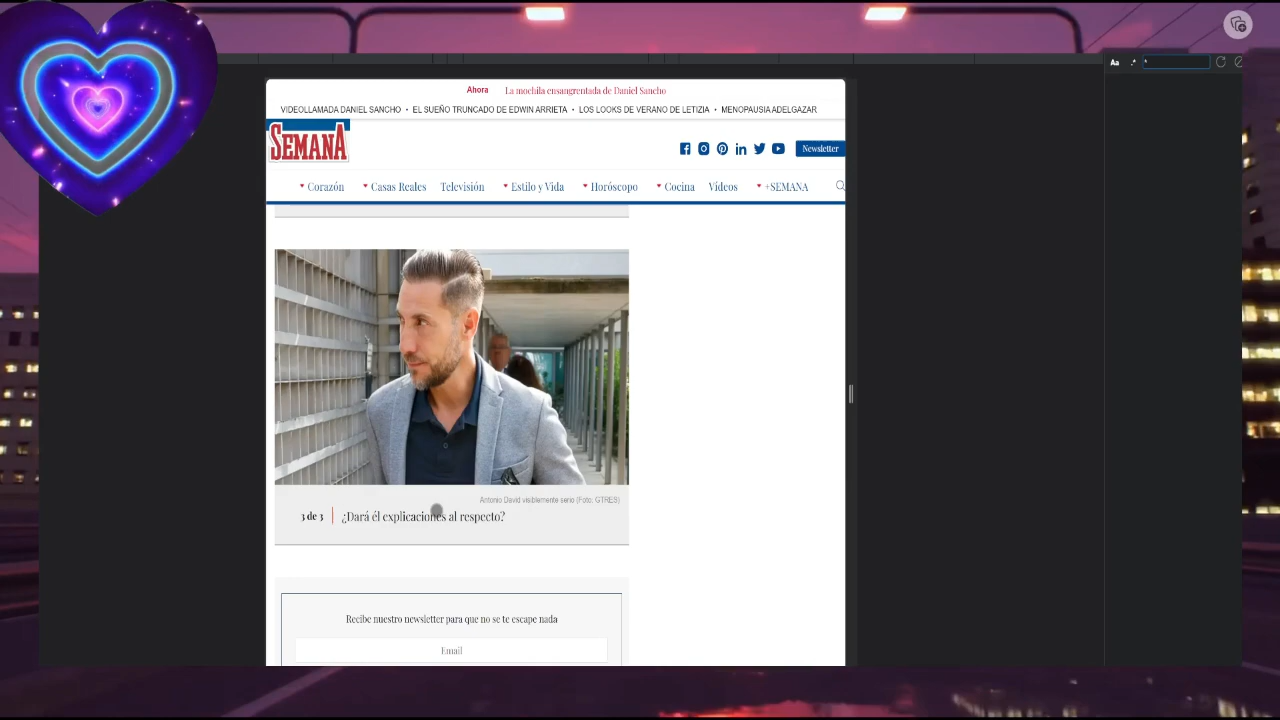 Ahora La mochila ensangrentada de Daniel Sancho
VIDEOLLAMADA DANIEL SANCHO • EL SUEÑO TRUNCADO DE EDWIN ARRIETA • LOS LOOKS DE VERANO DE LETIZIA • MENOPAUSIA ADELGAZAR
SEMANA
Newsletter
Corazón Casas Reales Televisión Estilo y Vida Horóscopo Cocina Vídeos +SEMANA
Antonio David visiblemente serio (Foto: GTRES)
3 de 3 ¿Dará él explicaciones al respecto?
Recibe nuestro newsletter para que no se te escape nada
Email
Aa .*